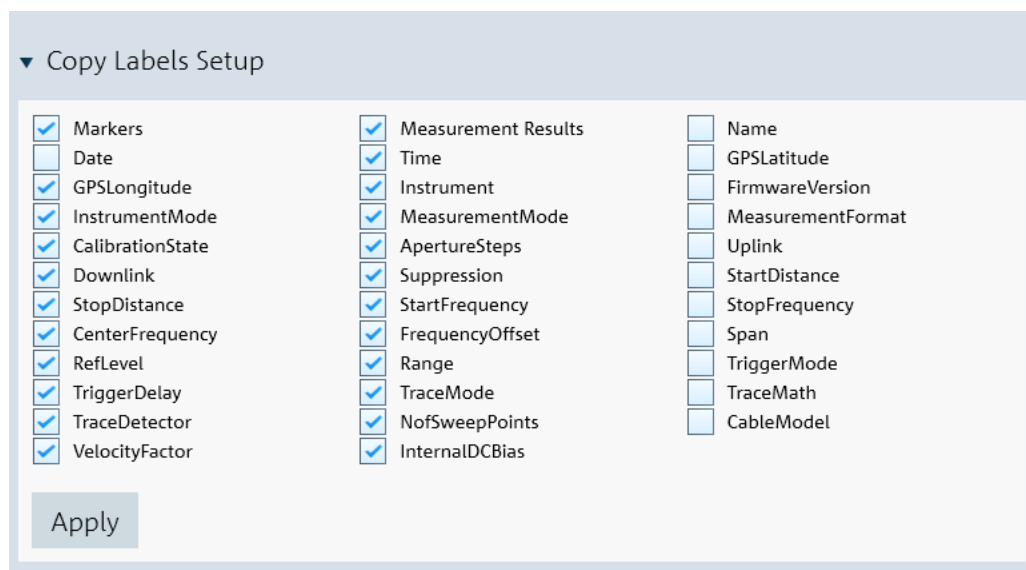 Copy Labels Setup
Markers Measurement Results Name
Date Time GPSLatitude
GPSLongitude Instrument FirmwareVersion
InstrumentMode MeasurementMode MeasurementFormat
CalibrationState ApertureSteps Uplink
Downlink Suppression StartDistance
StopDistance StartFrequency StopFrequency
CenterFrequency FrequencyOffset Span
RefLevel Range TriggerMode
TriggerDelay TraceMode TraceMath
TraceDetector NofSweepPoints CableModel
VelocityFactor InternalDCBias
Apply